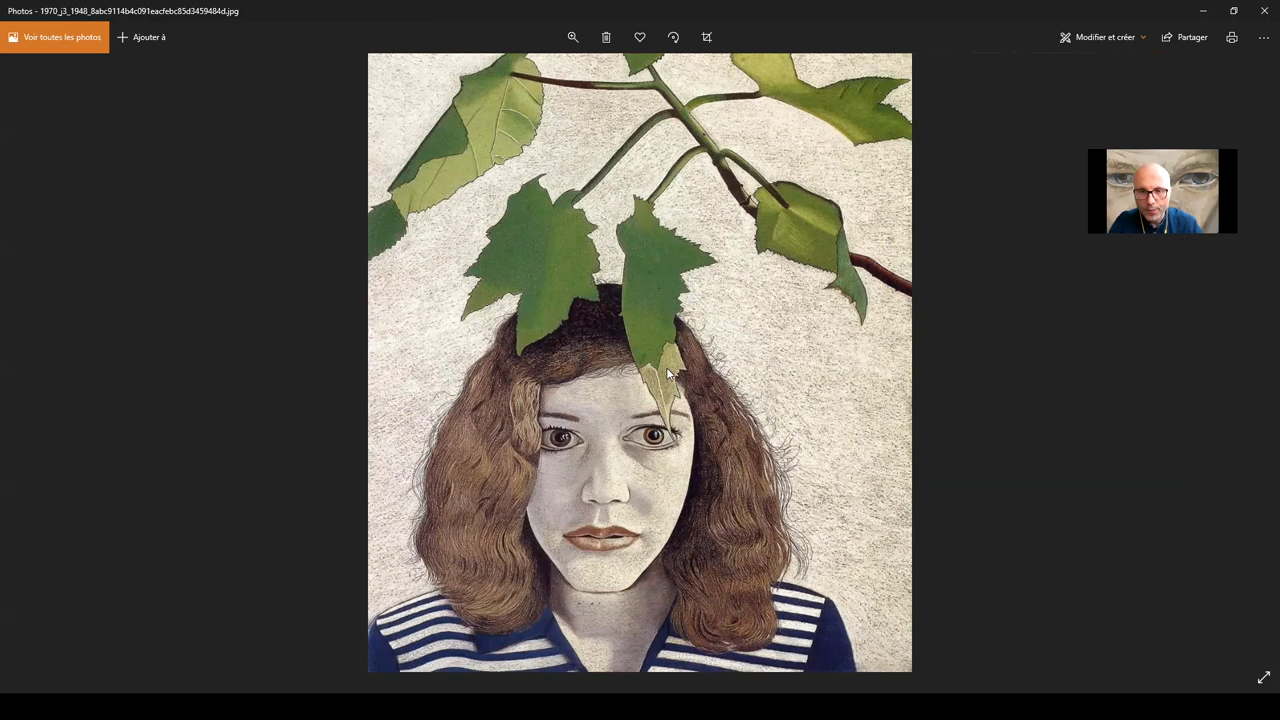 Photos - 1970_j3_1948_8abc9114b4c091eacfebc85d3459484d.jpg
Voir toutes les photos
Ajouter à
Modifier et créer
Partager